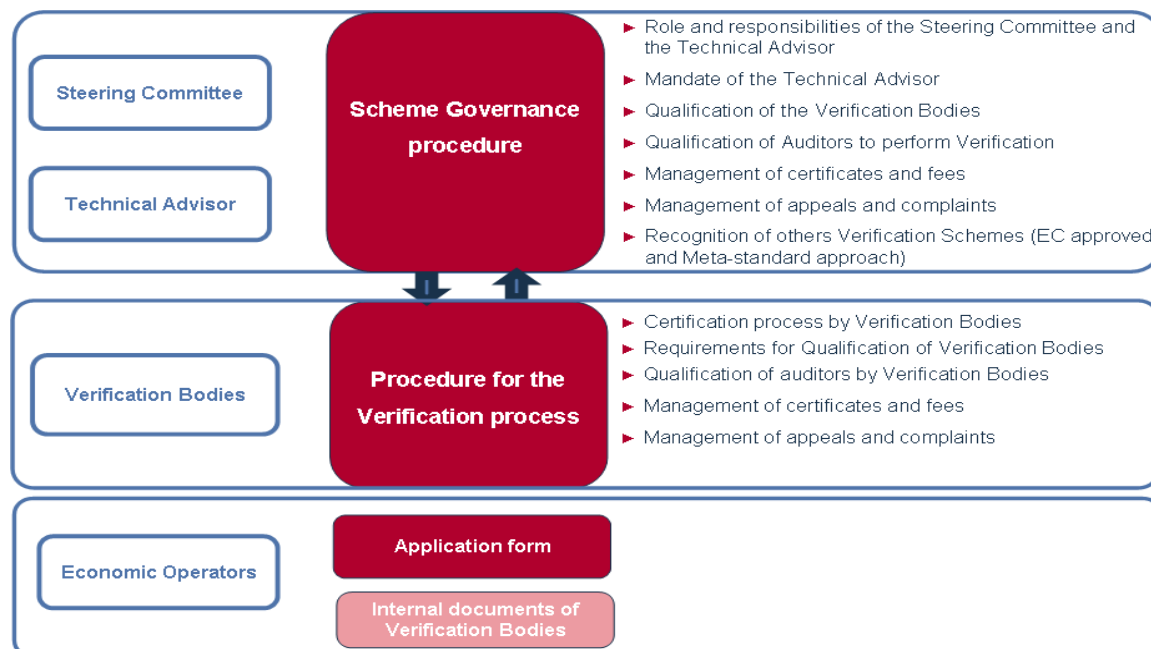 Steering Committee
Technical Advisor
Scheme Governance
procedure
► Role and responsibilities of the Steering Committee and
the Technical Advisor
► Mandate of the Technical Advisor
► Qualification of the Verification Bodies
► Qualification of Auditors to perform Verification
► Management of certificates and fees
► Management of appeals and complaints
► Recognition of others Verification Schemes (EC approved
and Meta-standard approach)
Verification Bodies
Procedure for the
Verification process
► Certification process by Verification Bodies
► Requirements for Qualification of Verification Bodies
► Qualification of auditors by Verification Bodies
► Management of certificates and fees
► Management of appeals and complaints
Economic Operators
Application form
Internal documents of
Verification Bodies